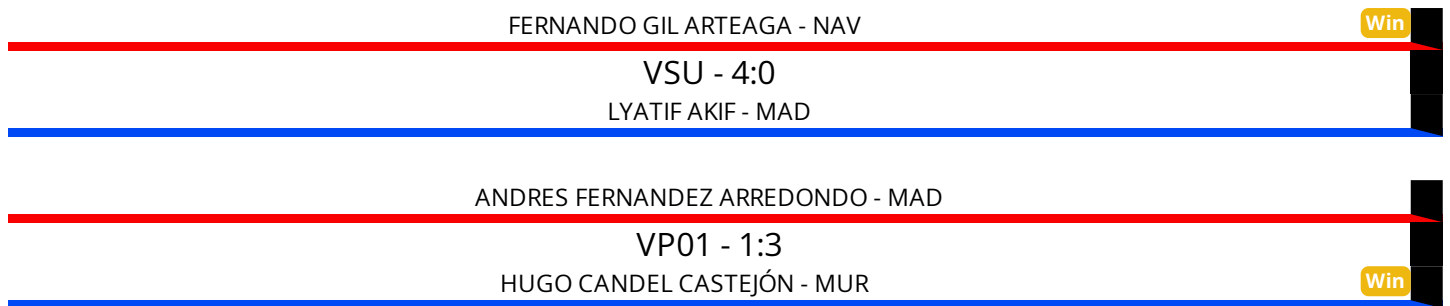 FERNANDO GIL ARTEAGA - NAV
Win
VSU - 4:0
LYATIF AKIF - MAD
ANDRES FERNANDEZ ARREDONDO - MAD
VPO1 - 1:3
HUGO CANDEL CASTEJÓN - MUR
Win